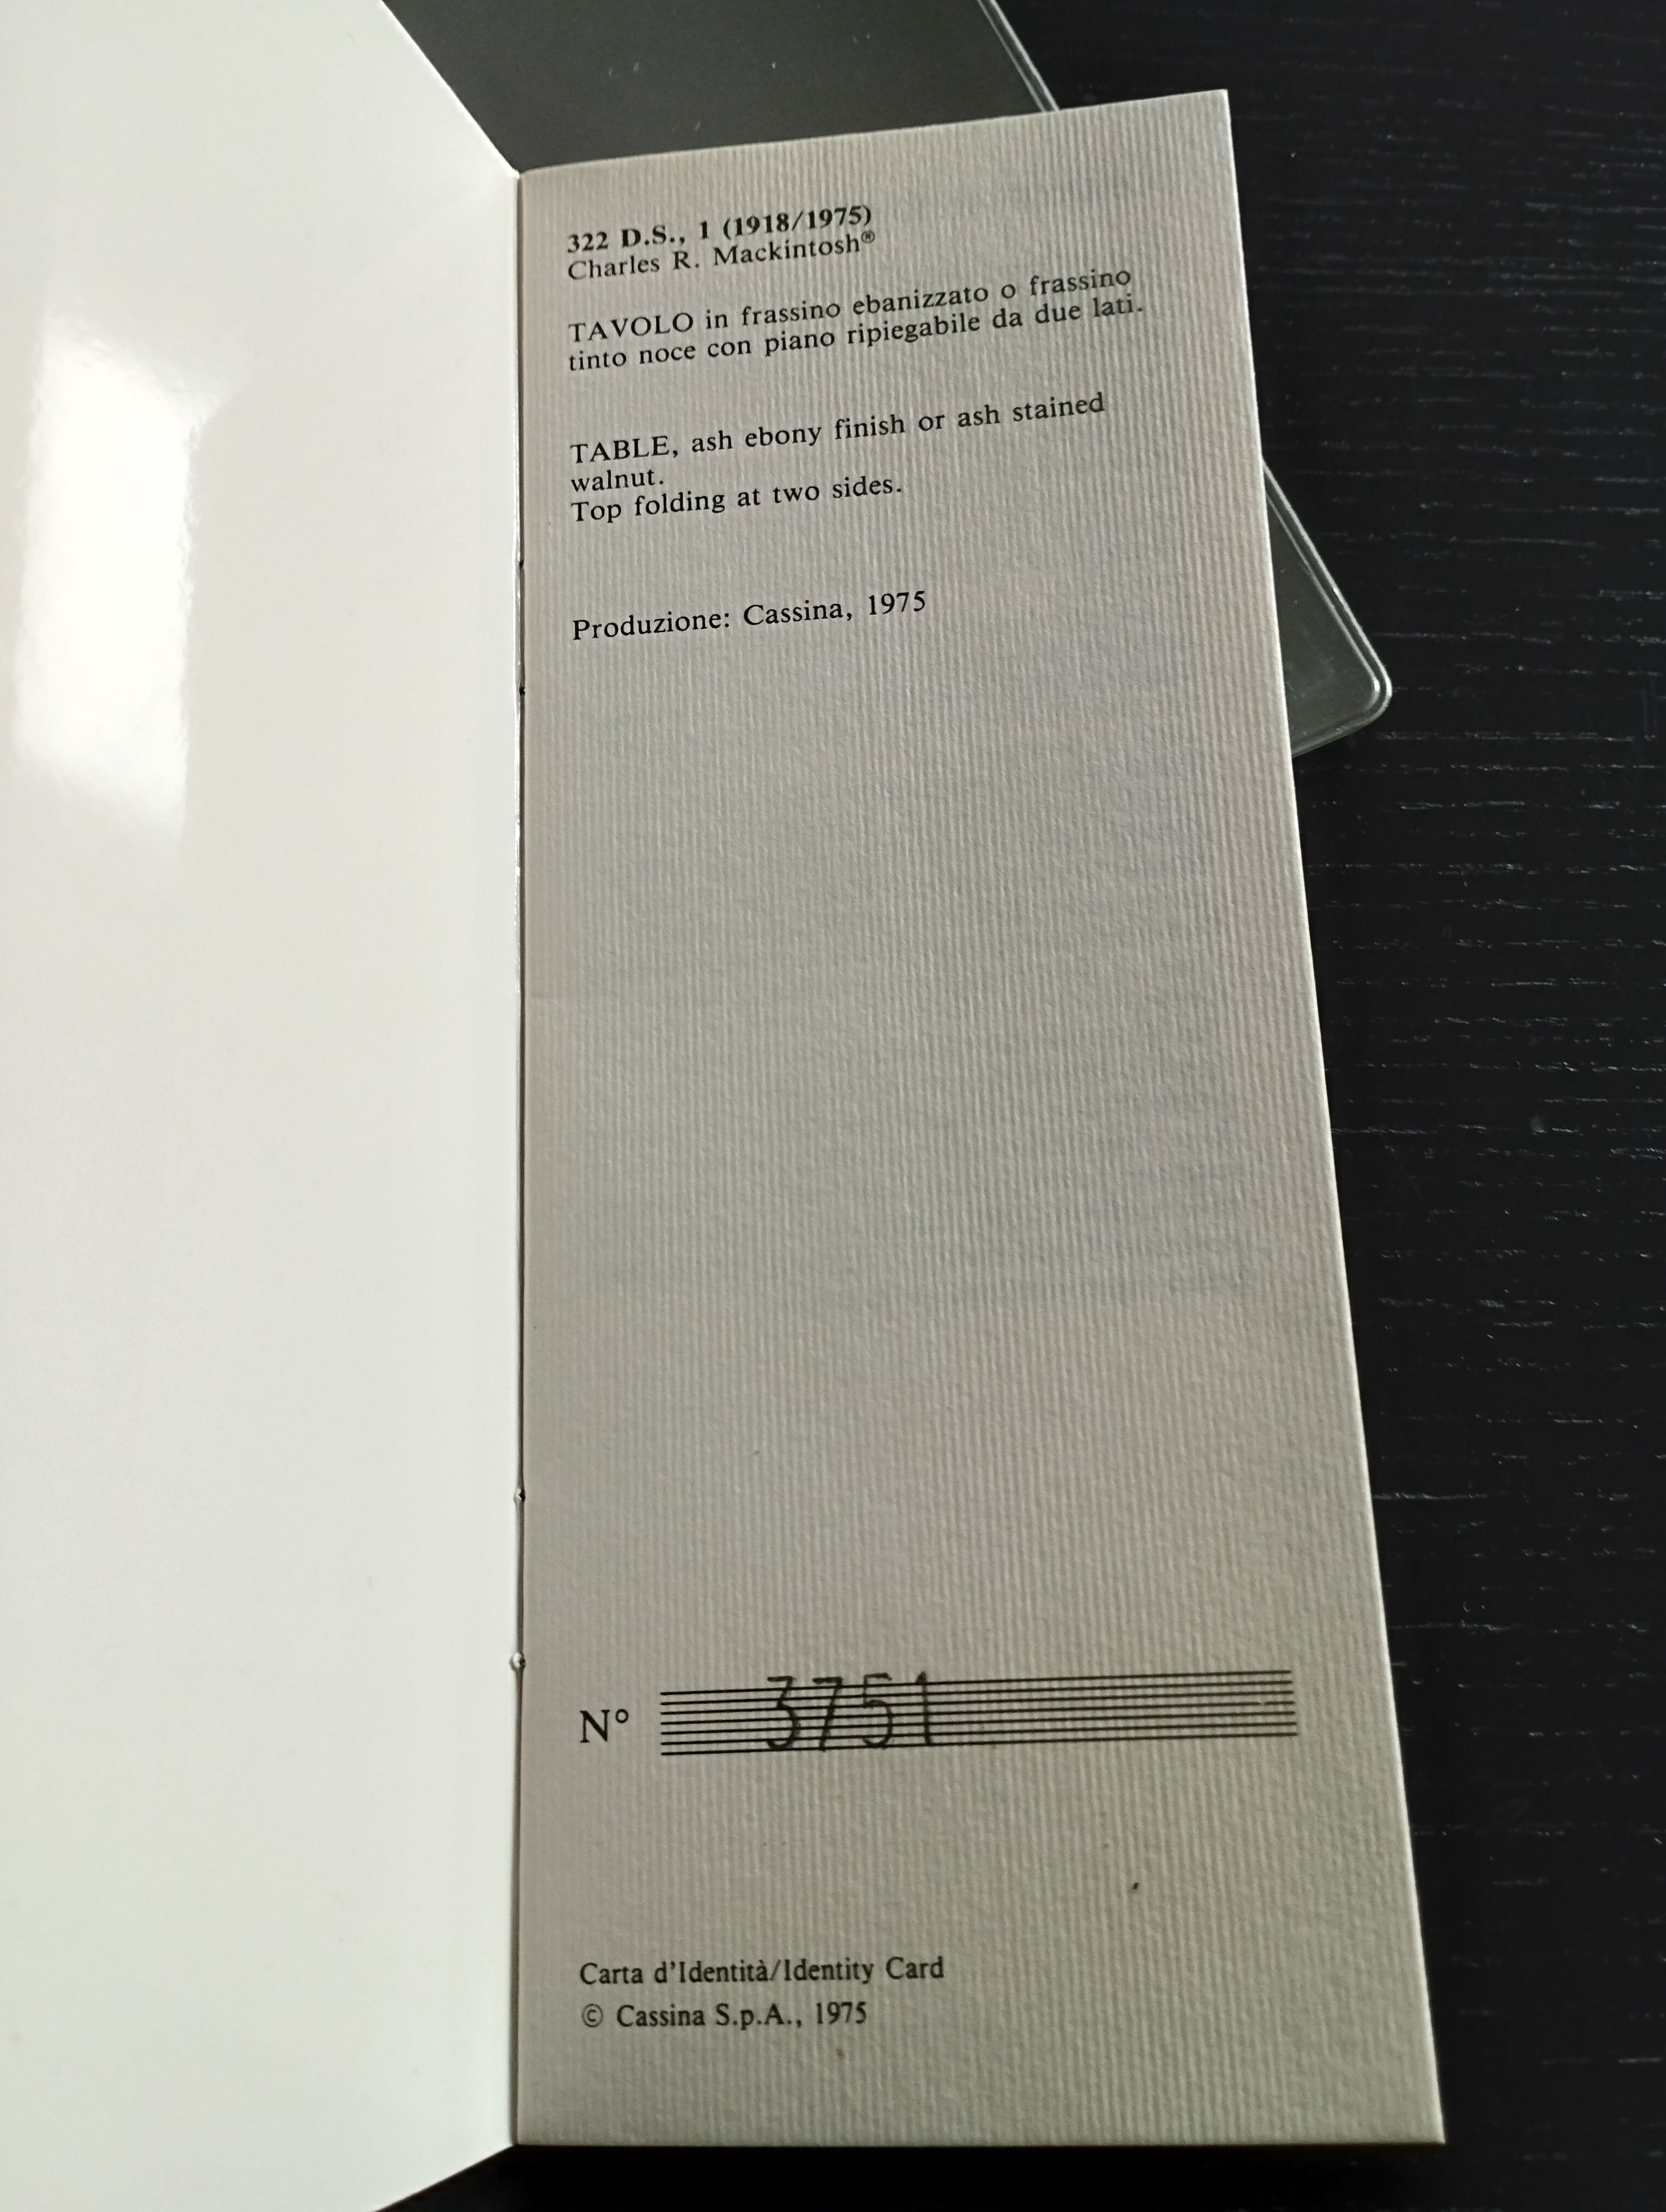 322 D.S., 1 (1918/1975)
Charles R. Mackintosh®
TAVOLO in frassino ebanizzato o frassino
tinto noce con piano ripiegabile da due lati.
TABLE, ash ebony finish or ash stained
walnut.
Top folding at two sides.
Produzione: Cassina, 1975
N° 3751
Carta d'Identità/Identity Card
© Cassina S.p.A., 1975